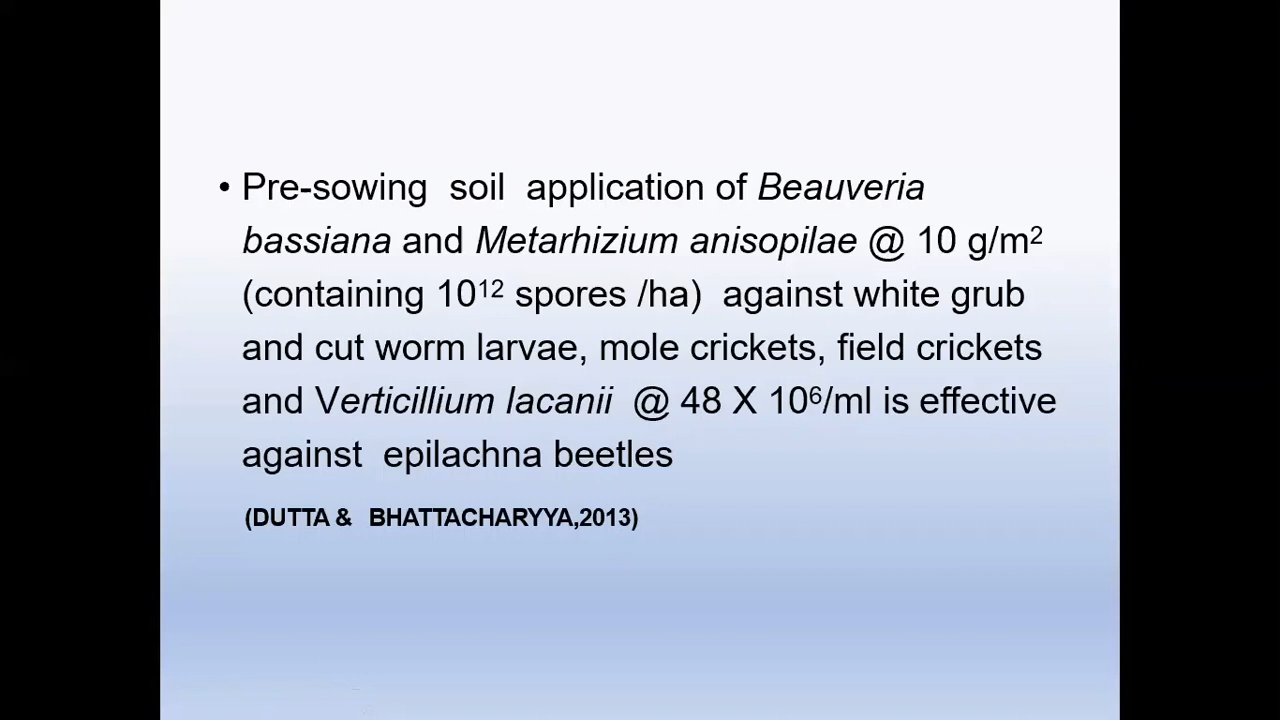 • Pre-sowing soil application of Beauveria
bassiana and Metarhizium anisopilae @ 10 g/m²
(containing 10¹² spores /ha) against white grub
and cut worm larvae, mole crickets, field crickets
and Verticillium lacanii @ 48 X 10⁶/ml is effective
against epilachna beetles
(DUTTA & BHATTACHARYYA,2013)